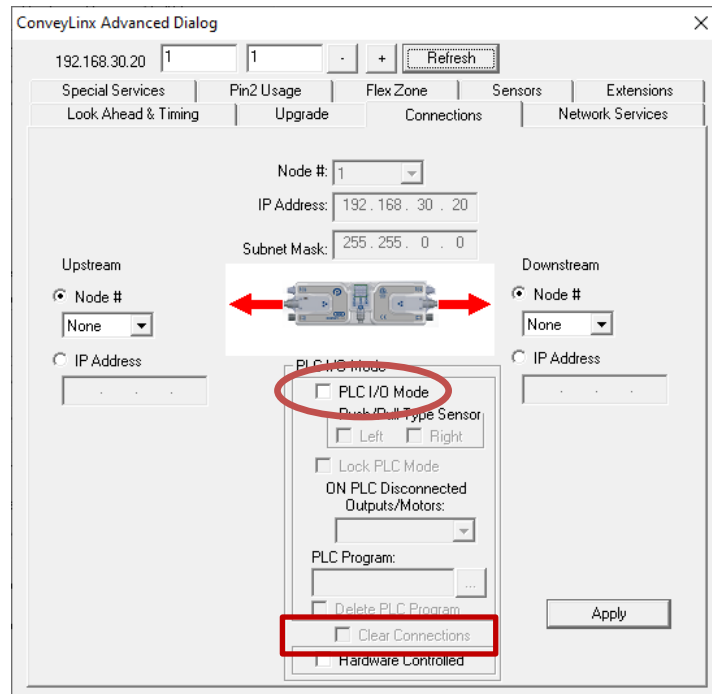 ConveyLinx Advanced Dialog
192.168.30.20 1 1 - + Refresh
Special Services Pin2 Usage Flex Zone Sensors Extensions
Look Ahead & Timing Upgrade Connections Network Services
Node #: 1
IP Address: 192 . 168 . 30 . 20
Subnet Mask: 255 . 255 . 0 . 0
Upstream
Node #
None
IP Address
. . .
Downstream
Node #
None
IP Address
. . .
PLC I/O Mode
PLC I/O Mode
Push/Pull Type Sensor
Left Right
Lock PLC Mode
ON PLC Disconnected
Outputs/Motors:
PLC Program:
...
Delete PLC Program
Clear Connections
Hardware Controlled
Apply